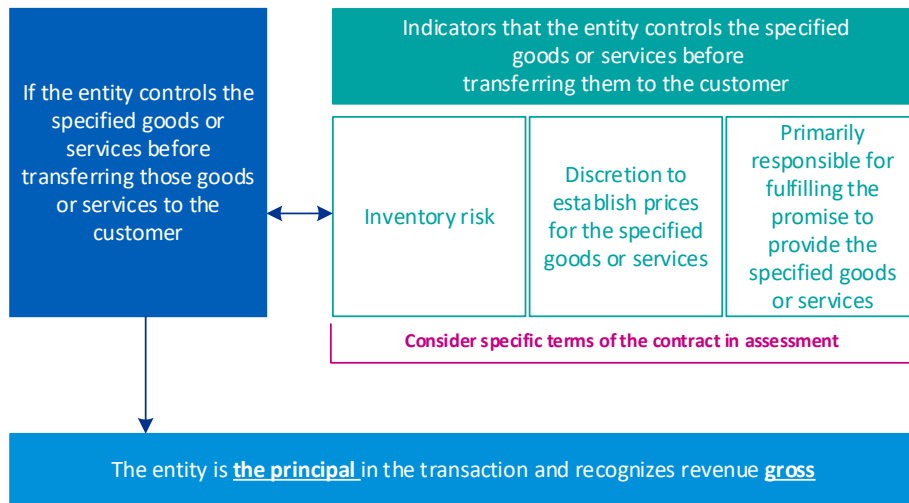 If the entity controls the
specified goods or
services before
transferring those goods
or services to the
customer
Indicators that the entity controls the specified
goods or services before
transferring them to the customer
Inventory risk
Discretion to
establish prices
for the specified
goods or services
Primarily
responsible for
fulfilling the
promise to
provide the
specified goods
or services
Consider specific terms of the contract in assessment
The entity is the principal in the transaction and recognizes revenue gross